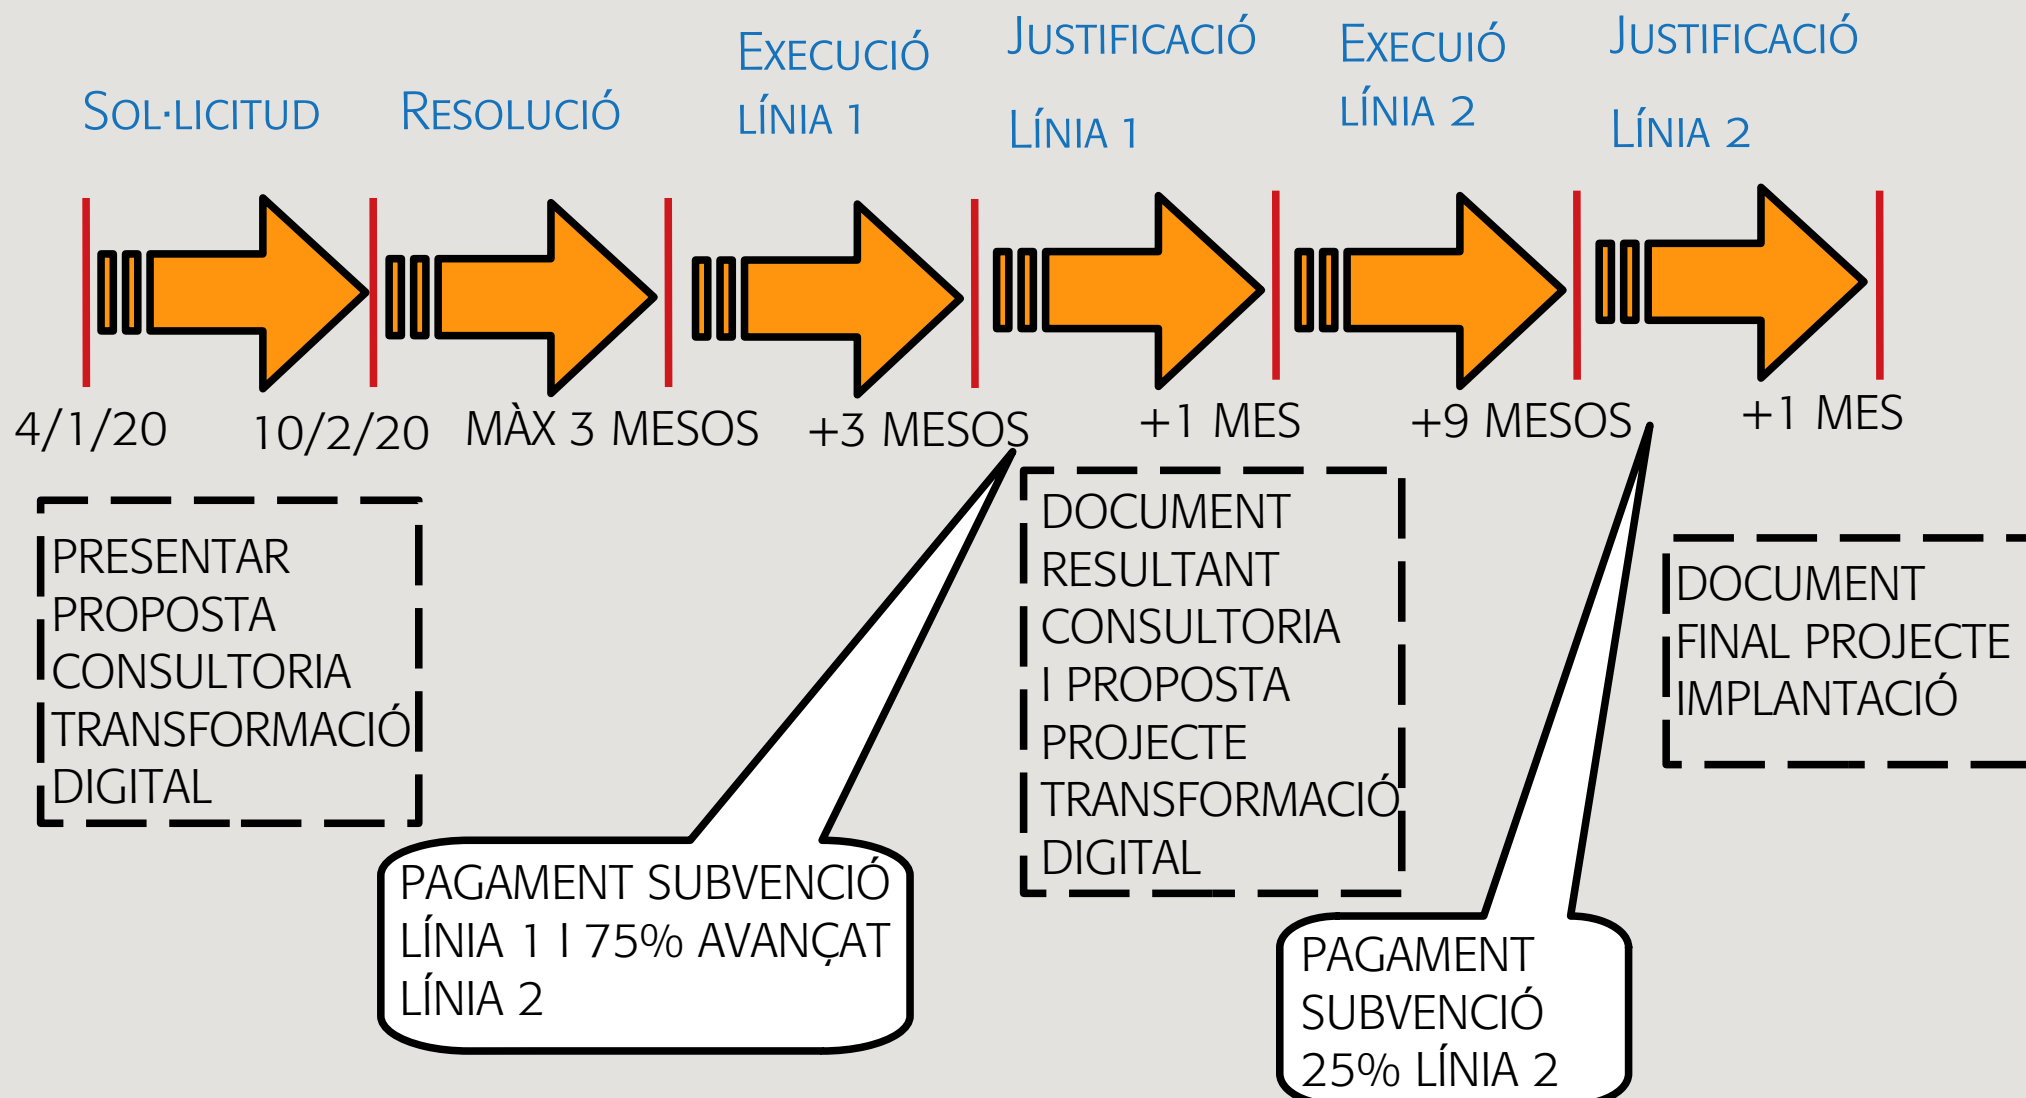 SOL·LICITUD
RESOLUCIÓ
EXECUCIÓ
LÍNIA 1
JUSTIFICACIÓ
LÍNIA 1
EXECUIÓ
LÍNIA 2
JUSTIFICACIÓ
LÍNIA 2
4/1/20
10/2/20
MÀX 3 MESOS
+3 MESOS
+1 MES
+9 MESOS
+1 MES
PRESENTAR
PROPOSTA
CONSULTORIA
TRANSFORMACIÓ
DIGITAL
PAGAMENT SUBVENCIÓ
LÍNIA 1 I 75% AVANÇAT
LÍNIA 2
DOCUMENT
RESULTANT
CONSULTORIA
I PROPOSTA
PROJECTE
TRANSFORMACIÓ
DIGITAL
PAGAMENT
SUBVENCIÓ
25% LÍNIA 2
DOCUMENT
FINAL PROJECTE
IMPLANTACIÓ